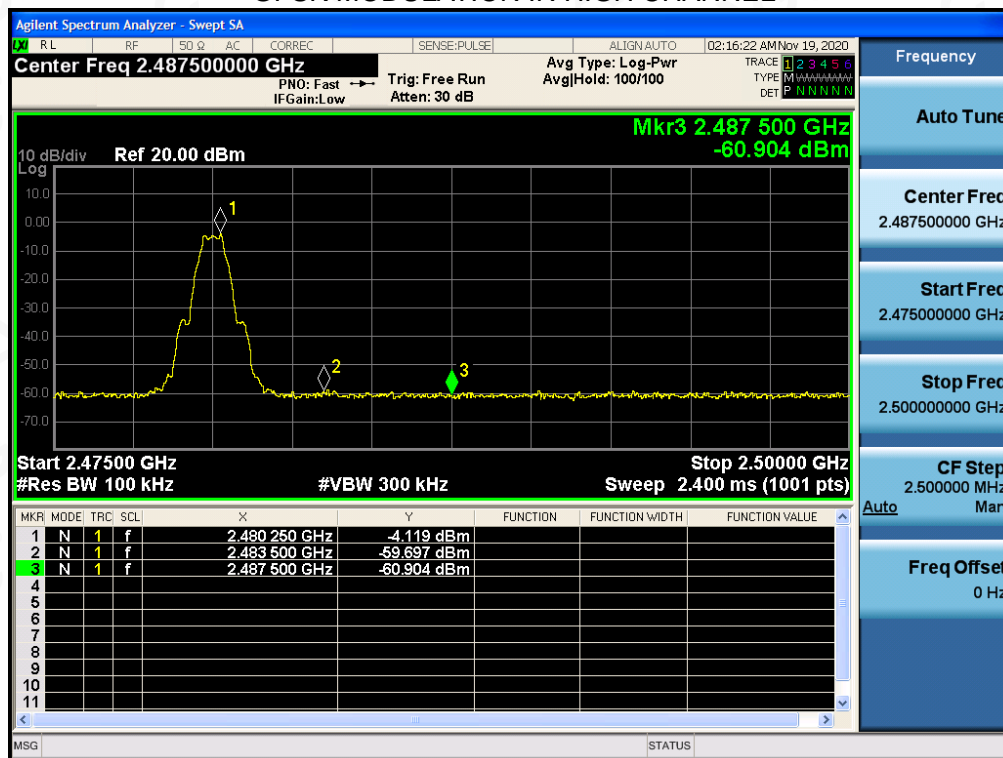 GFSK MODULATION IN HIGH CHANNEL
Agilent Spectrum Analyzer - Swept SA
LXI RL RF 50 Ω AC CORREC SENSE:PULSE ALIGN AUTO 02:16:22 AM Nov 19, 2020
Center Freq 2.487500000 GHz
PNO: Fast
IFGain:Low
Trig: Free Run
Atten: 30 dB
Avg Type: Log-Pwr
Avg|Hold: 100/100
TRACE 1 2 3 4 5 6
TYPE M
DET P N N N N N
Mkr3 2.487 500 GHz
-60.904 dBm
10 dB/div Ref 20.00 dBm
Log
10.0
0.00
-10.0
-20.0
-30.0
-40.0
-50.0
-60.0
-70.0
1
2
3
Start 2.47500 GHz Stop 2.50000 GHz
#Res BW 100 kHz #VBW 300 kHz Sweep 2.400 ms (1001 pts)
MKR MODE TRC SCL X Y FUNCTION FUNCTION WIDTH FUNCTION VALUE
1 N 1 f 2.480 250 GHz -4.119 dBm
2 N 1 f 2.483 500 GHz -59.697 dBm
3 N 1 f 2.487 500 GHz -60.904 dBm
4
5
6
7
8
9
10
11
MSG STATUS
Frequency
Auto Tune
Center Freq
2.487500000 GHz
Start Freq
2.475000000 GHz
Stop Freq
2.500000000 GHz
CF Step
2.500000 MHz
Auto Man
Freq Offset
0 Hz